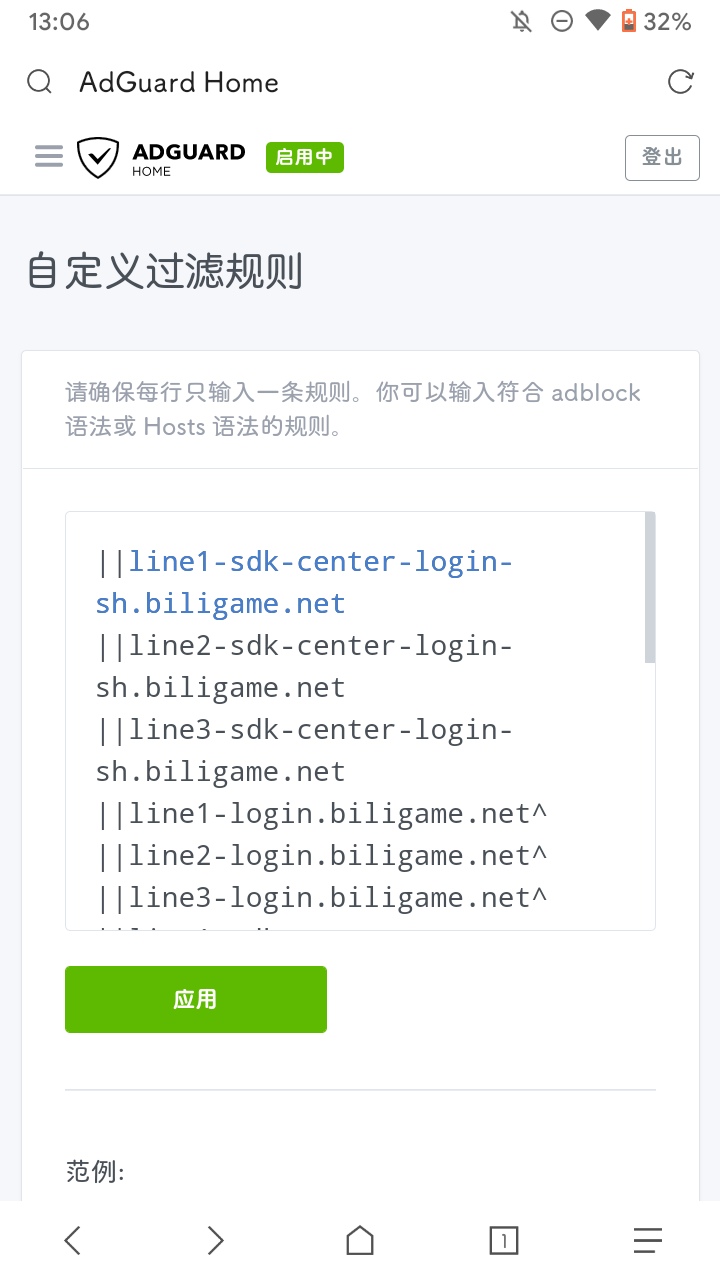 13:06
32%
AdGuard Home
ADGUARD
HOME
启用中
登出
自定义过滤规则
请确保每行只输入一条规则。你可以输入符合 adblock
语法或 Hosts 语法的规则。
||line1-sdk-center-login-
sh.biligame.net
||line2-sdk-center-login-
sh.biligame.net
||line3-sdk-center-login-
sh.biligame.net
||line1-login.biligame.net^
||line2-login.biligame.net^
||line3-login.biligame.net^
应用
范例:
1